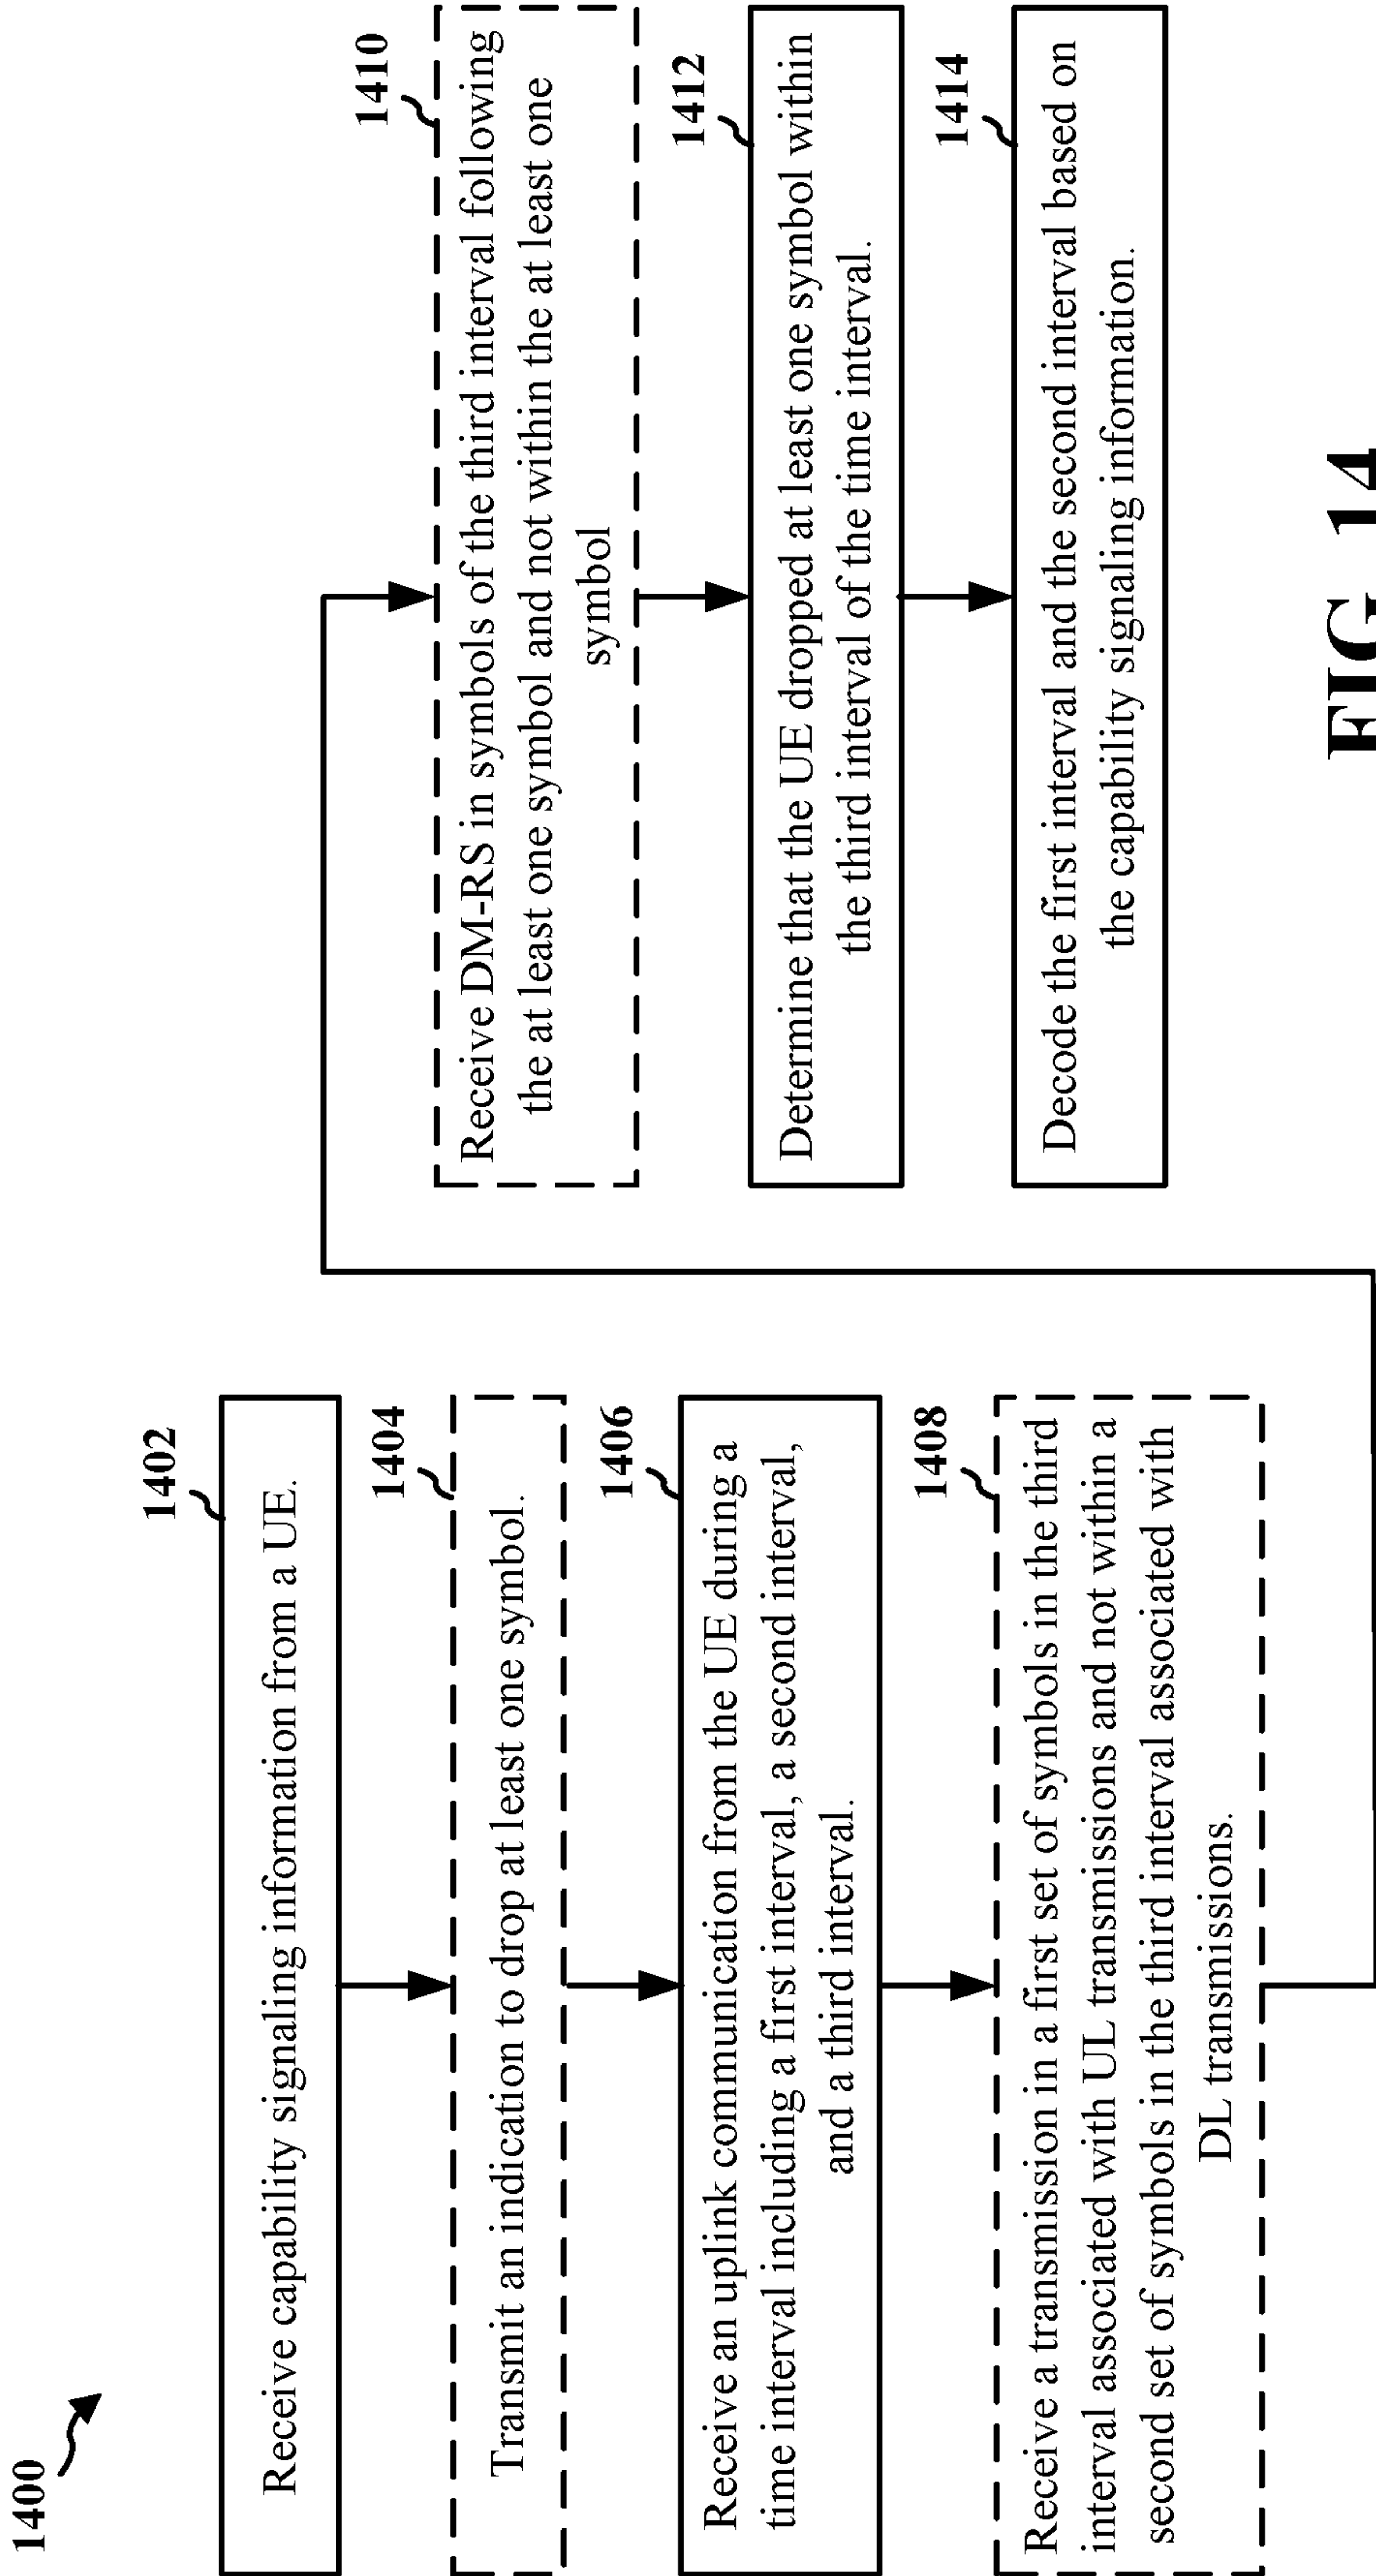 1400
1402
Receive capability signaling information from a UE.
1404
Transmit an indication to drop at least one symbol.
1406
Receive an uplink communication from the UE during a
time interval including a first interval, a second interval,
and a third interval.
1408
Receive a transmission in a first set of symbols in the third
interval associated with UL transmissions and not within a
second set of symbols in the third interval associated with
DL transmissions.
1410
Receive DM-RS in symbols of the third interval following
the at least one symbol and not within the at least one
symbol
1412
Determine that the UE dropped at least one symbol within
the third interval of the time interval.
1414
Decode the first interval and the second interval based on
the capability signaling information.
FIG. 14